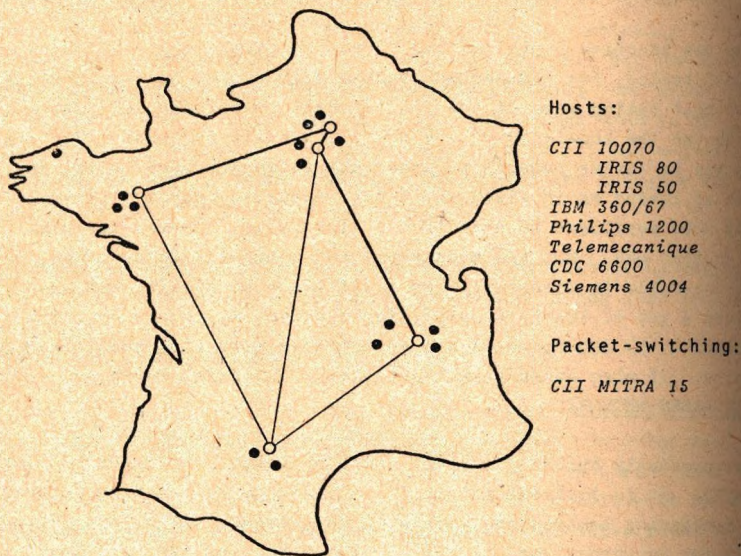 Hosts:
CII 10070
IRIS 80
IRIS 50
IBM 360/67
Philips 1200
Telemecanique
CDC 6600
Siemens 4004
Packet-switching:
CII MITRA 15